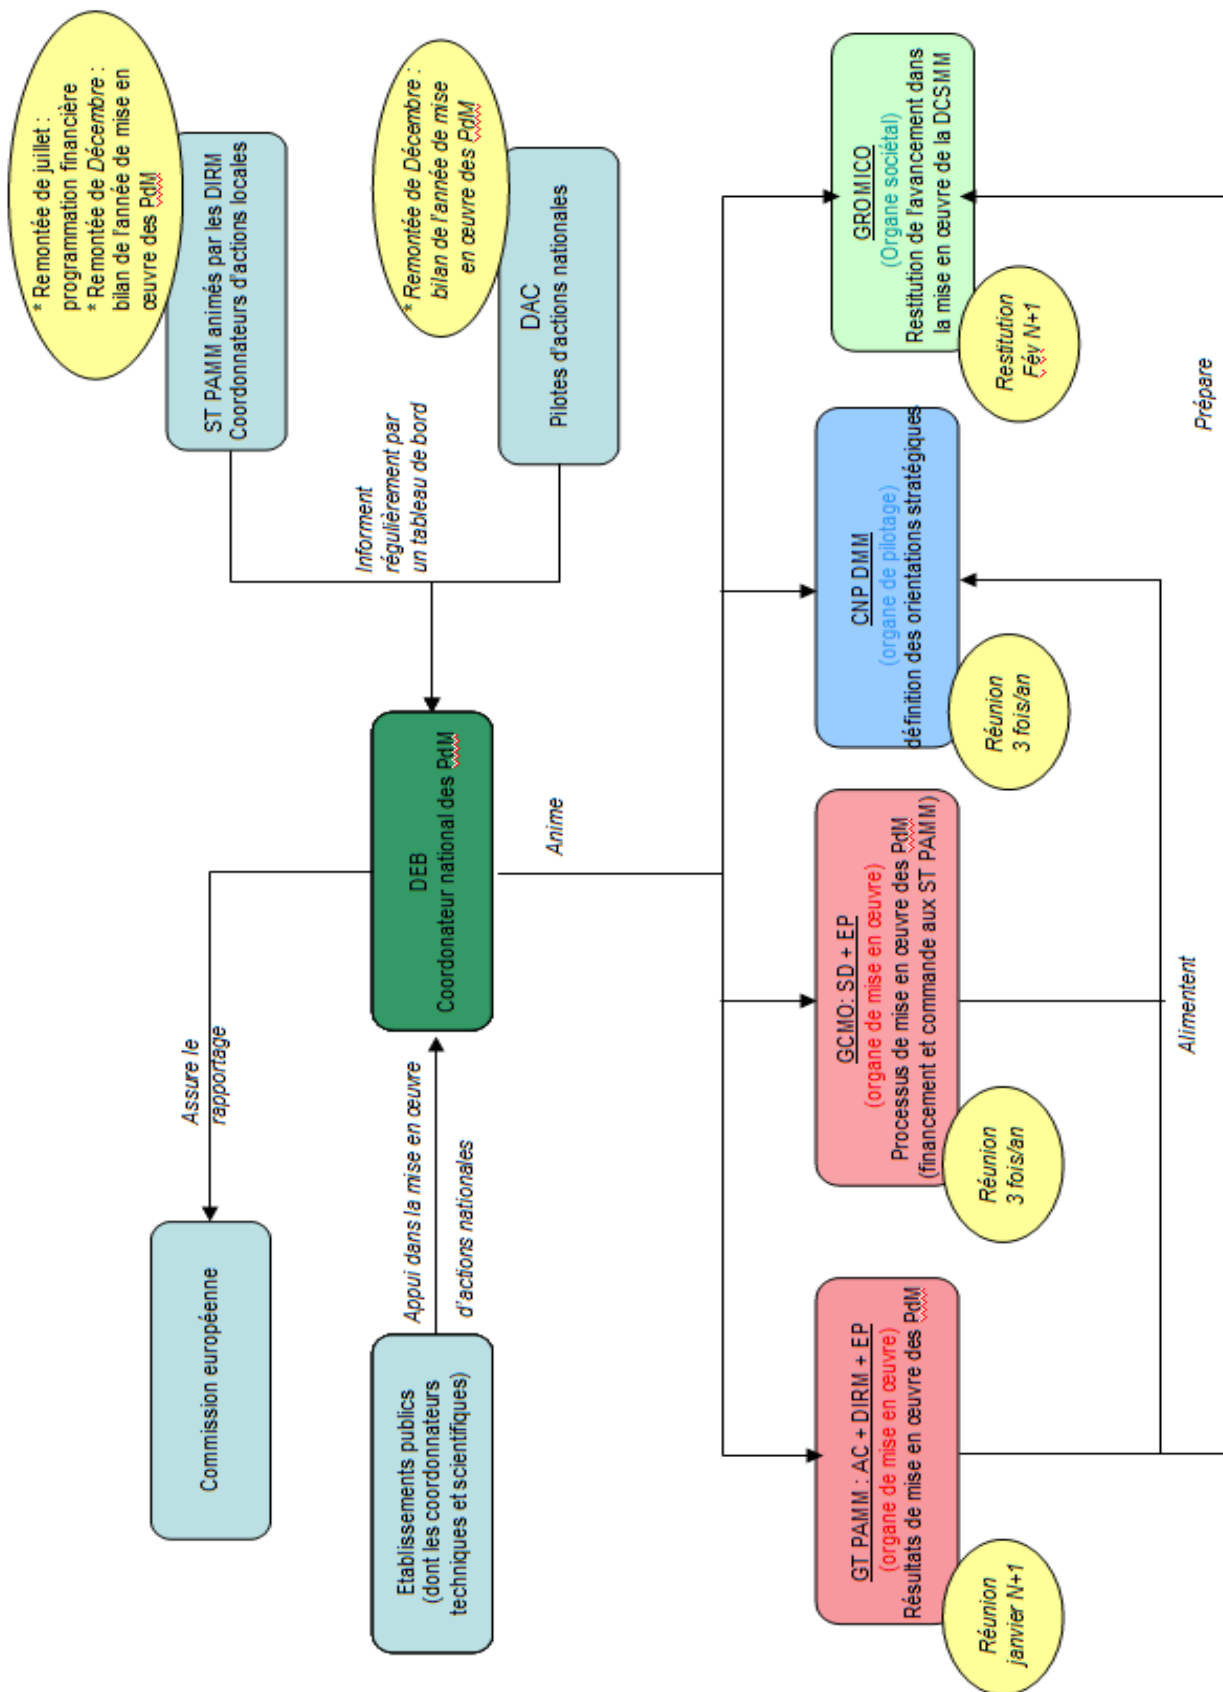 Commission européenne
Assure le
rapportage
* Remontée de juillet :
programmation financière
* Remontée de Décembre :
bilan de l'année de mise en
œuvre des PdM
ST PAMM animés par les DIRM
Coordonnateurs d'actions locales
Etablissements publics
(dont les coordonnateurs
techniques et scientifiques)
Appui dans la mise en œuvre
d'actions nationales
DEB
Coordonateur national des PdM
Informent
régulièrement par
un tableau de bord
* Remontée de Décembre :
bilan de l'année de mise
en œuvre des PdM
DAC
Pilotes d'actions nationales
Anime
GT PAMM : AC + DIRM + EP
(organe de mise en œuvre)
Résultats de mise en œuvre des PdM
Réunion
janvier N+1
GCMO: SD + EP
(organe de mise en œuvre)
Processus de mise en œuvre des PdM
(financement et commande aux ST PAMM)
Réunion
3 fois/an
CNP DMM
(organe de pilotage)
définition des orientations stratégiques
Réunion
3 fois/an
GROMICO
(Organe sociétal)
Restitution de l'avancement dans
la mise en œuvre de la DCSMM
Restitution
Fév N+1
Alimentent
Prépare